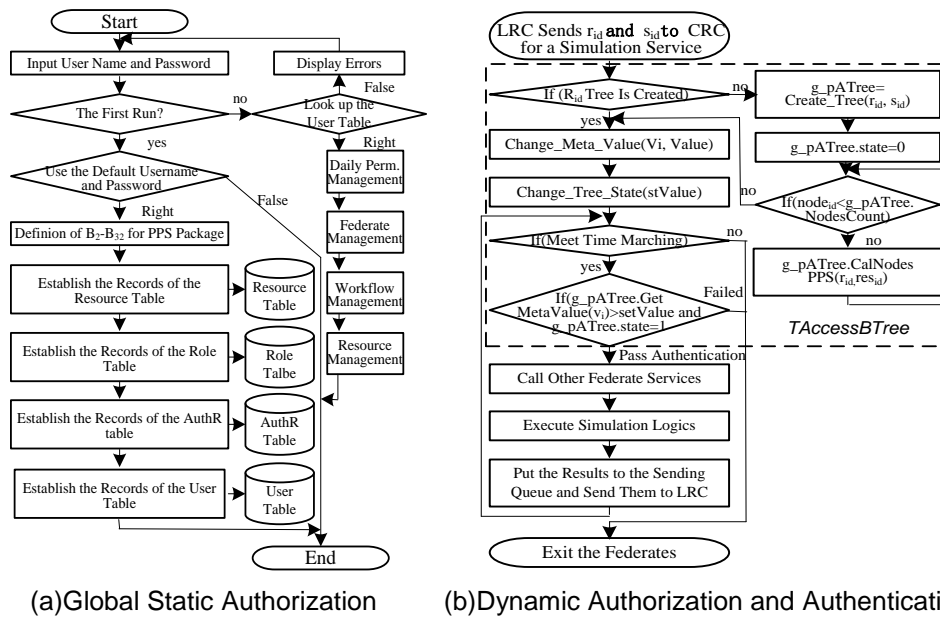 Start
Input User Name and Password
The First Run?
no
yes
Use the Default Username
and Password
False
Right
Definion of B2-B32 for PPS Package
Establish the Records of the
Resource Table
Resource
Table
Establish the Records of the Role
Table
Role
Talbe
Establish the Records of the AuthR
table
AuthR
Table
Establish the Records of the User
Table
User
Table
End
Display Errors
False
Look up the
User Table
Right
Daily Perm.
Management
Federate
Management
Workflow
Management
Resource
Management
(a)Global Static Authorization
LRC Sends rid and sid to CRC
for a Simulation Service
If (Rid Tree Is Created)
no
yes
Change_Meta_Value(Vi, Value)
Change_Tree_State(stValue)
If(Meet Time Marching)
no
yes
If(g_pATree.Get
MetaValue(vi)>setValue and
g_pATree.state=1
Failed
Pass Authentication
Call Other Federate Services
Execute Simulation Logics
Put the Results to the Sending
Queue and Send Them to LRC
Exit the Federates
g_pATree=
Create_Tree(rid, sid)
g_pATree.state=0
no
If(nodeid<g_pATree.
NodesCount)
no
g_pATree.CalNodes
PPS(rid,resid)
TAccessBTree
(b)Dynamic Authorization and Authenticati